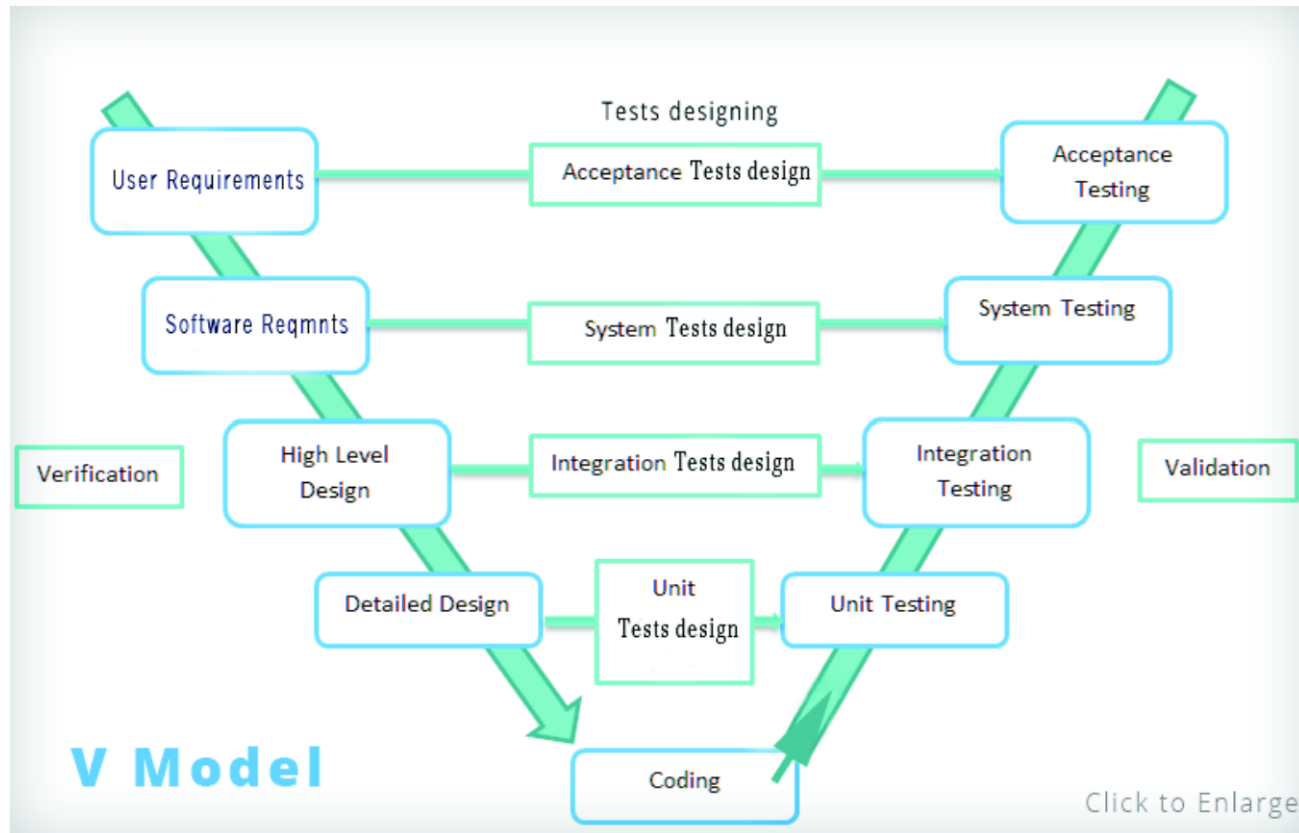 Tests designing
User Requirements
Acceptance Tests design
Acceptance
Testing
Software Reqmnts
System Tests design
System Testing
Verification
High Level
Design
Integration Tests design
Integration
Testing
Validation
Detailed Design
Unit
Tests design
Unit Testing
V Model
Coding
Click to Enlarge